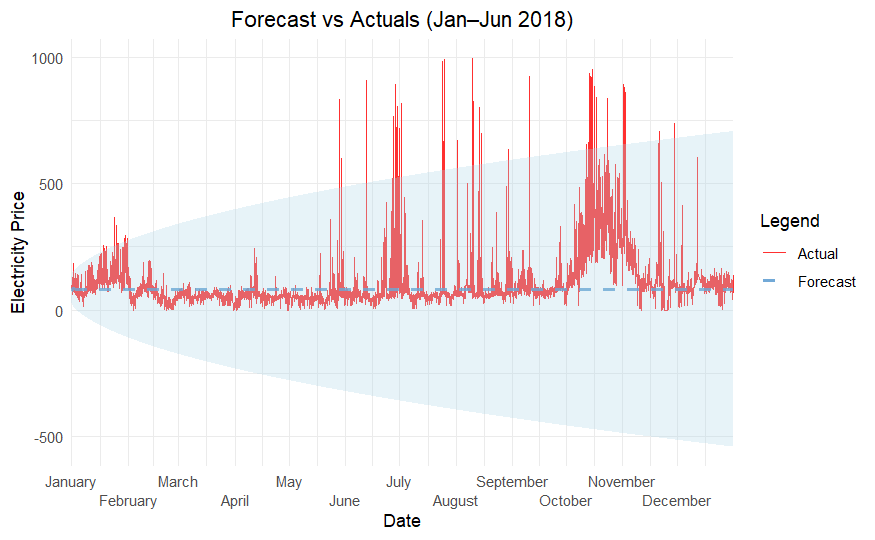 Forecast vs Actuals (Jan–Jun 2018)
Electricity Price
1000
500
0
-500
January
February
March
April
May
June
July
August
September
October
November
December
Date
Legend
Actual
Forecast